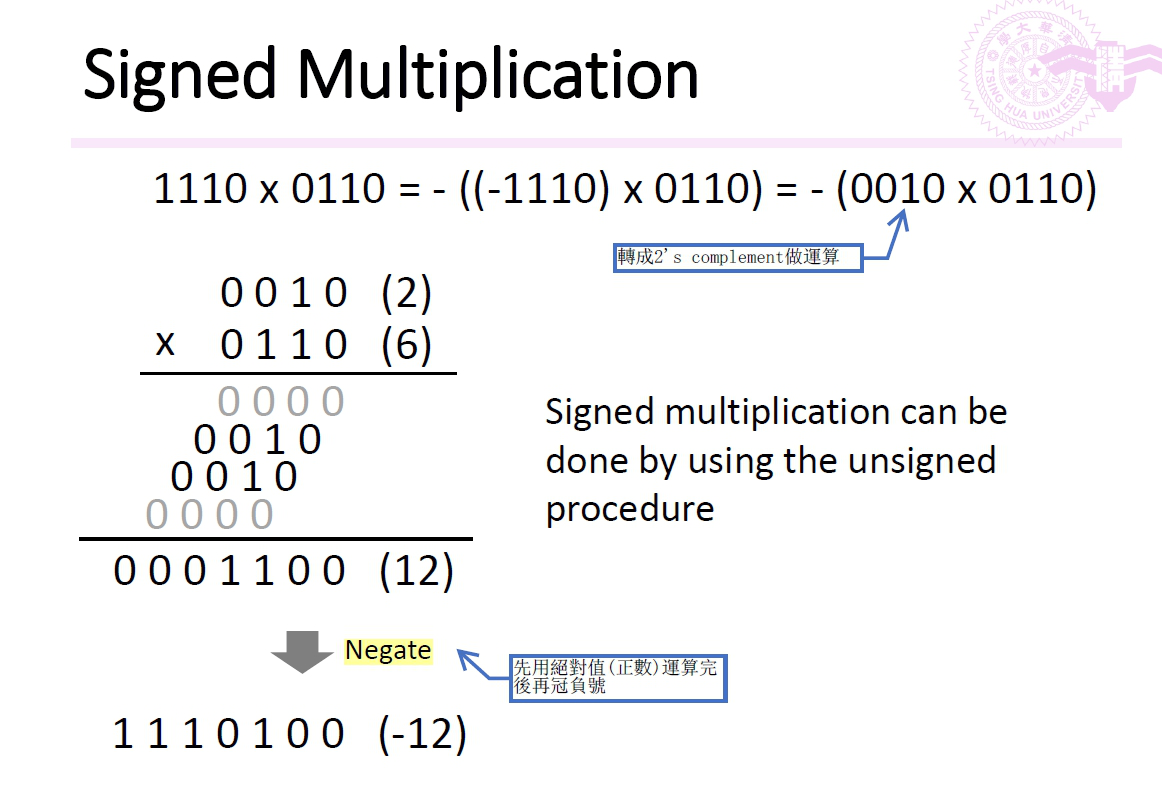 Signed Multiplication
TSING HUA UNIVERSITY
1110 x 0110 = - ((-1110) x 0110) = - (0010 x 0110)
轉成2's complement做運算
0 0 1 0 (2)
x 0 1 1 0 (6)
0 0 0 0
0 0 1 0
0 0 1 0
0 0 0 0
0 0 0 1 1 0 0 (12)
Signed multiplication can be
done by using the unsigned
procedure
Negate
先用絕對值(正數)運算完
後再冠負號
1 1 1 0 1 0 0 (-12)